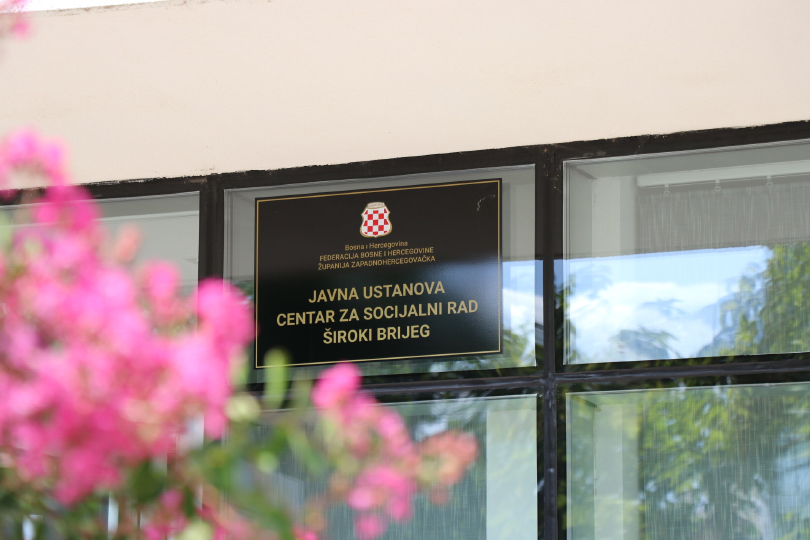 Bosna i Hercegovina
FEDERACIJA BOSNE I HERCEGOVINE
ŽUPANIJA ZAPADNOHERCEGOVAČKA
JAVNA USTANOVA
CENTAR ZA SOCIJALNI RAD
ŠIROKI BRIJEG